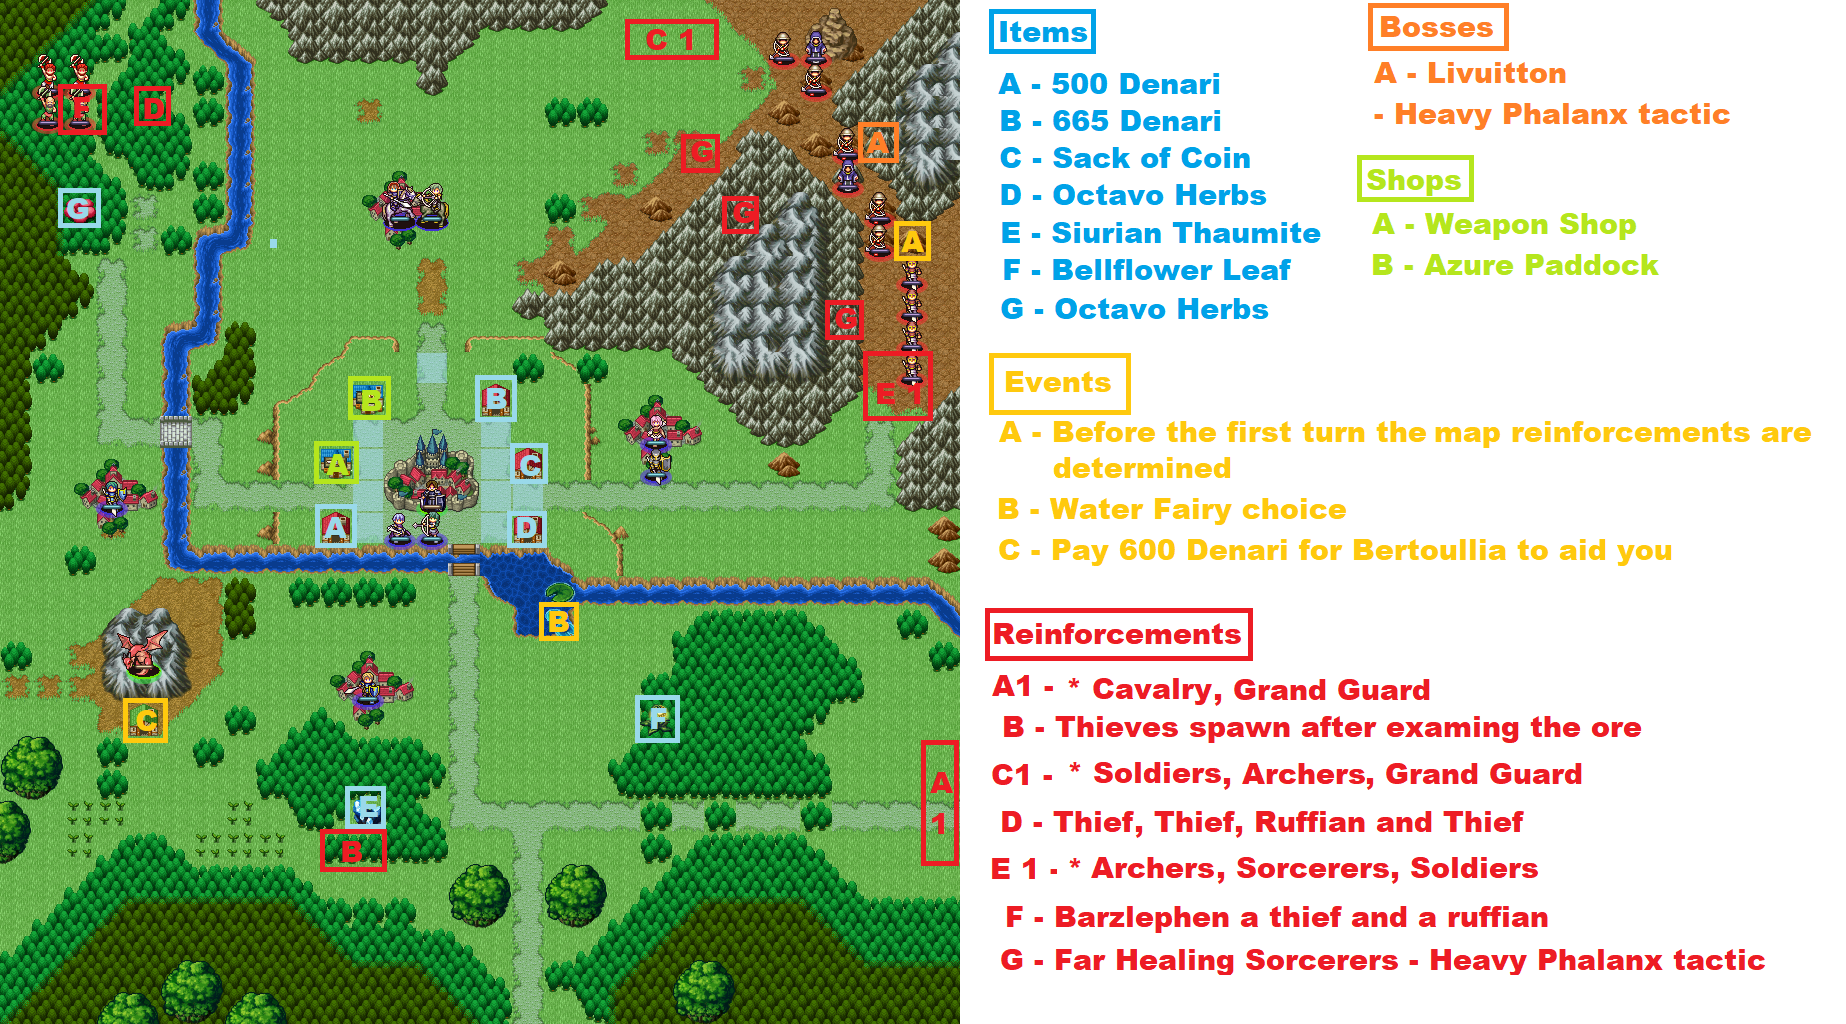 C 1
F
D
G
A
G
G
A
G
E 1
B
B
A
C
A
D
B
C
F
E
B
A
1
Items
A - 500 Denari
B - 665 Denari
C - Sack of Coin
D - Octavo Herbs
E - Siurian Thaumite
F - Bellflower Leaf
G - Octavo Herbs
Bosses
A - Livuitton
- Heavy Phalanx tactic
Shops
A - Weapon Shop
B - Azure Paddock
Events
A - Before the first turn the map reinforcements are
determined
B - Water Fairy choice
C - Pay 600 Denari for Bertoullia to aid you
Reinforcements
A1 - * Cavalry, Grand Guard
B - Thieves spawn after examing the ore
C1 - * Soldiers, Archers, Grand Guard
D - Thief, Thief, Ruffian and Thief
E 1 - * Archers, Sorcerers, Soldiers
F - Barzlephen a thief and a ruffian
G - Far Healing Sorcerers - Heavy Phalanx tactic